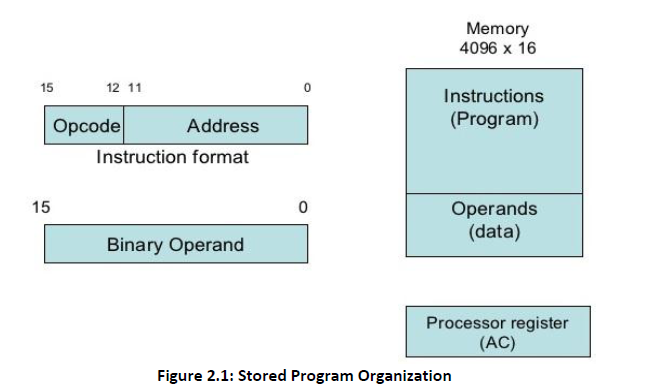 Memory
4096 x 16
15 12 11 0
Opcode Address
Instruction format
Instructions
(Program)
15 0
Binary Operand
Operands
(data)
Processor register
(AC)
Figure 2.1: Stored Program Organization